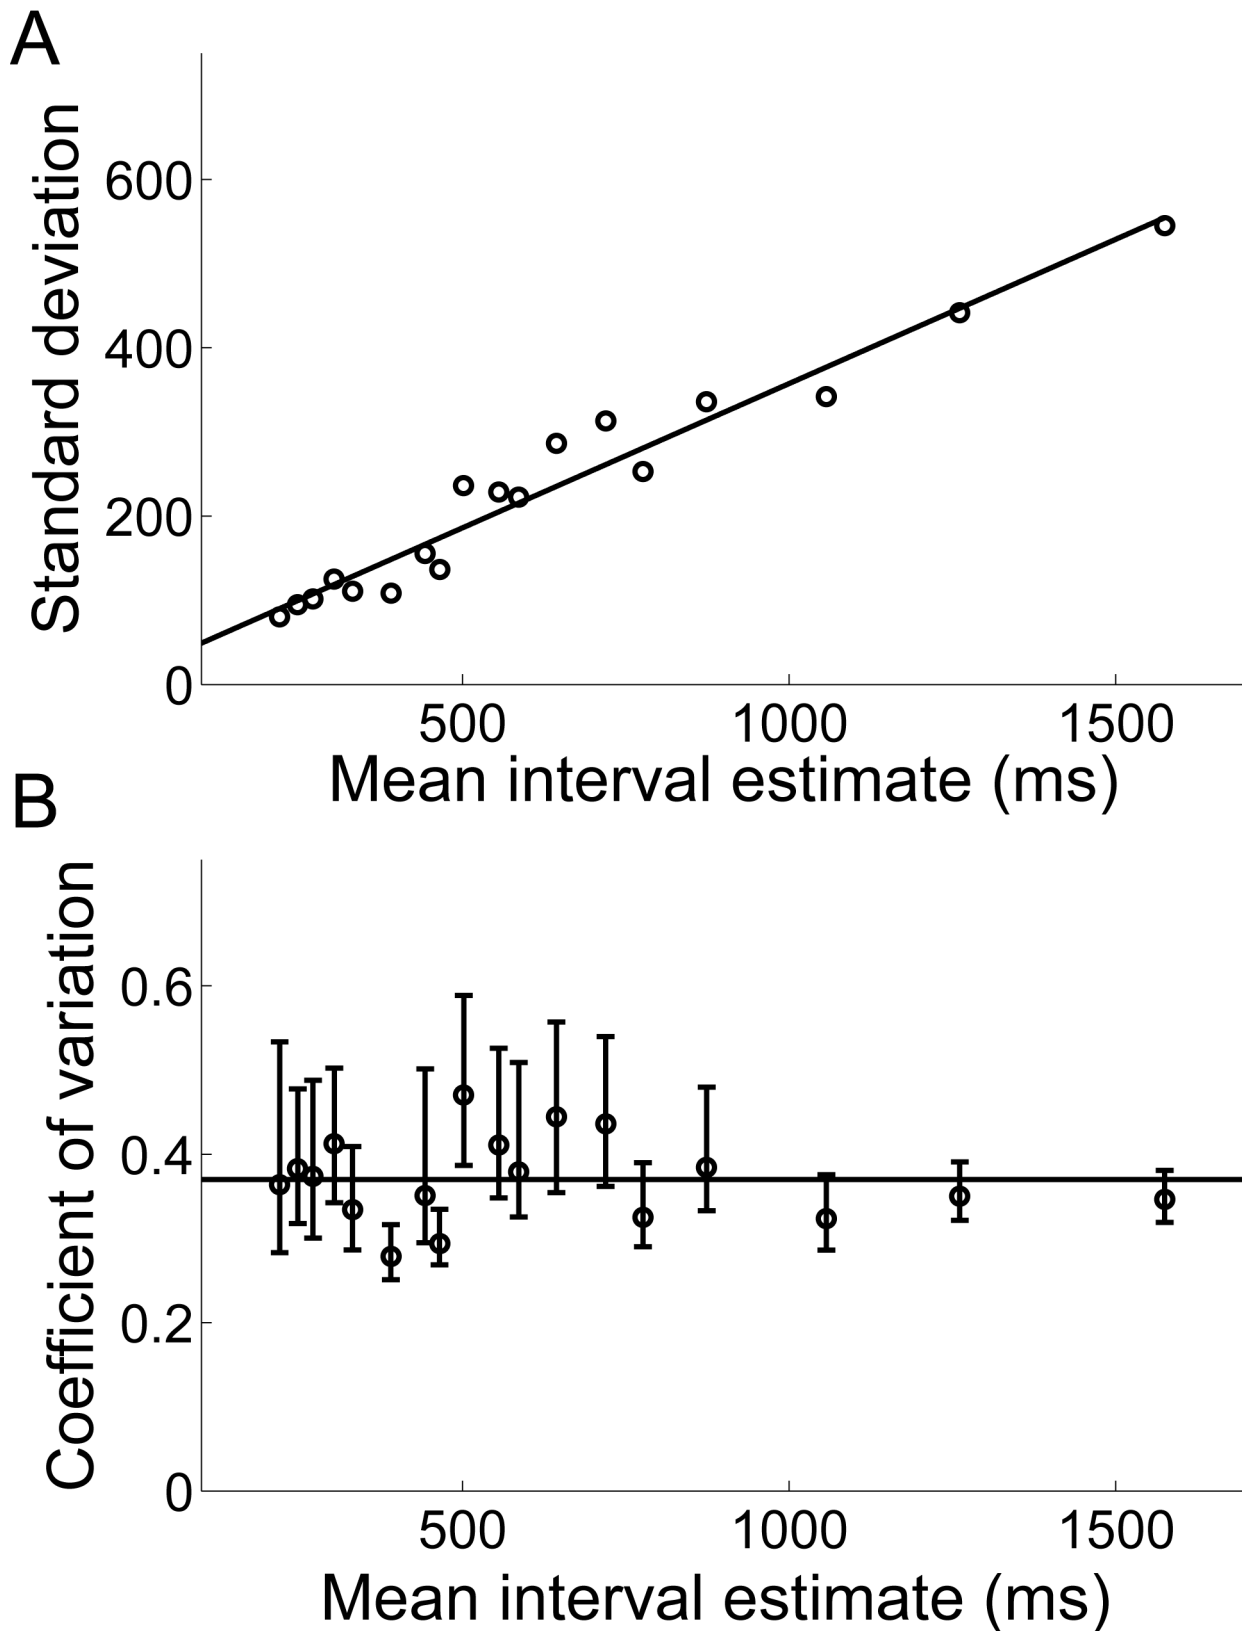 A
Standard deviation
600
400
200
0
500 1000 1500
Mean interval estimate (ms)
B
Coefficient of variation
0.6
0.4
0.2
0
500 1000 1500
Mean interval estimate (ms)